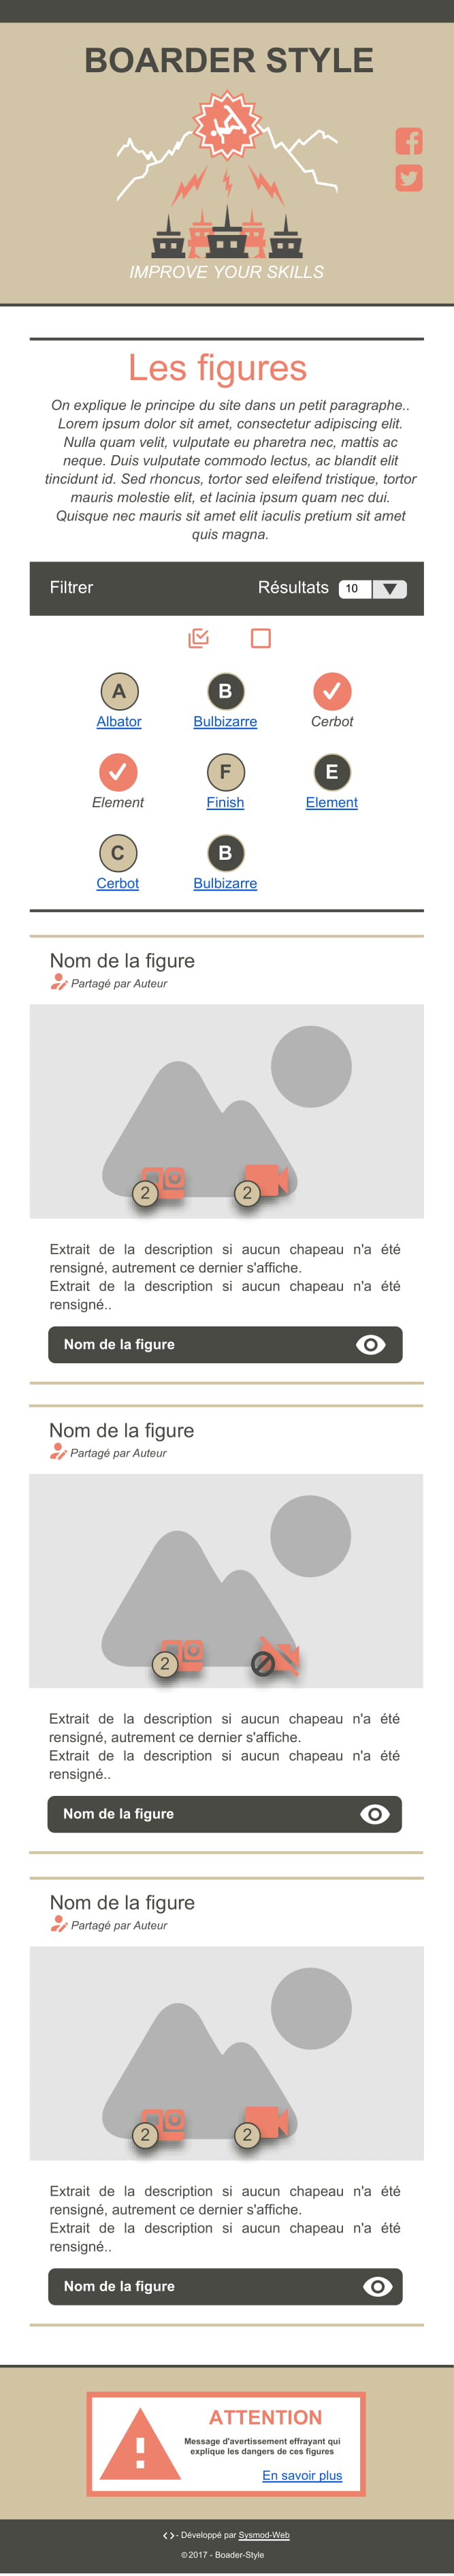 BOARDER STYLE
IMPROVE YOUR SKILLS
Les figures
On explique le principe du site dans un petit paragraphe..
Lorem ipsum dolor sit amet, consectetur adipiscing elit.
Nulla quam velit, vulputate eu pharetra nec, mattis ac
neque. Duis vulputate commodo lectus, ac blandit elit
tincidunt id. Sed rhoncus, tortor sed eleifend tristique, tortor
mauris molestie elit, et lacinia ipsum quam nec dui.
Quisque nec mauris sit amet elit iaculis pretium sit amet
quis magna.
Filtrer Résultats 10
A B
Albator Bulbizarre Cerbot
F E
Element Finish Element
C B
Cerbot Bulbizarre
Nom de la figure
Partagé par Auteur
2 2
Extrait de la description si aucun chapeau n'a été
rensigné, autrement ce dernier s'affiche.
Extrait de la description si aucun chapeau n'a été
rensigné..
Nom de la figure
Nom de la figure
Partagé par Auteur
2
Extrait de la description si aucun chapeau n'a été
rensigné, autrement ce dernier s'affiche.
Extrait de la description si aucun chapeau n'a été
rensigné..
Nom de la figure
Nom de la figure
Partagé par Auteur
2 2
Extrait de la description si aucun chapeau n'a été
rensigné, autrement ce dernier s'affiche.
Extrait de la description si aucun chapeau n'a été
rensigné..
Nom de la figure
ATTENTION
Message d'avertissement effrayant qui
explique les dangers de ces figures
En savoir plus
- Développé par Sysmod-Web
©2017 - Boader-Style